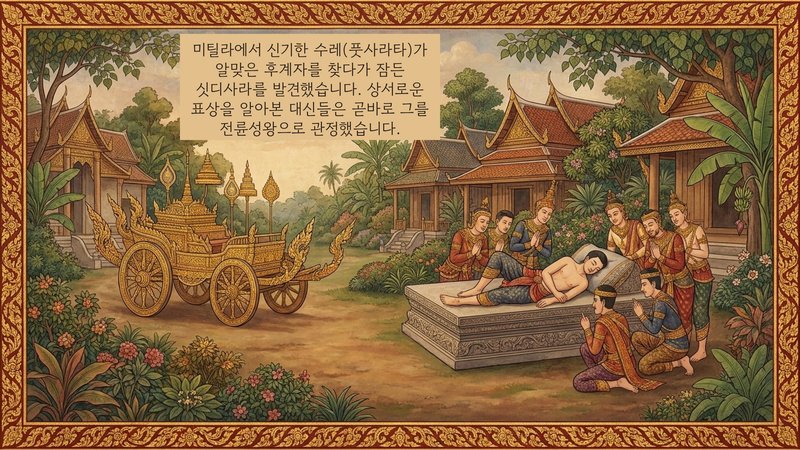 미틸라에서 신기한 수레(풋사라타)가
알맞은 후계자를 찾다가 잠든
싯디사라를 발견했습니다. 상서로운
표상을 알아본 대신들은 곧바로 그를
전륜성왕으로 관정했습니다.